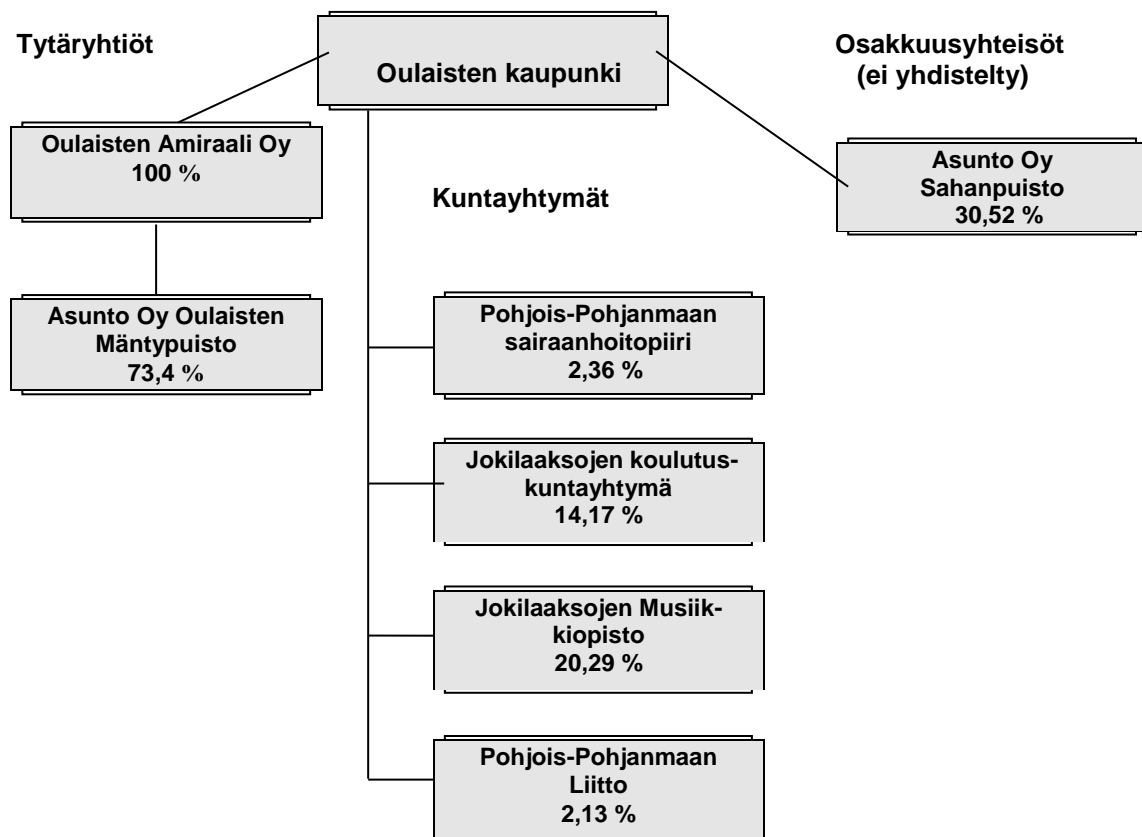 Tytäryhtiöt
Oulaisten kaupunki
Osakkuusyhteisöt
(ei yhdistelty)
Oulaisten Amiraali Oy
100 %
Asunto Oy
Sahanpuisto
30,52 %
Kuntayhtymät
Asunto Oy Oulaisten
Mäntypuisto
73,4 %
Pohjois-Pohjanmaan
sairaanhoitopiiri
2,36 %
Jokilaaksojen koulutus-
kuntayhtymä
14,17 %
Jokilaaksojen Musiik-
kiopisto
20,29 %
Pohjois-Pohjanmaan
Liitto
2,13 %